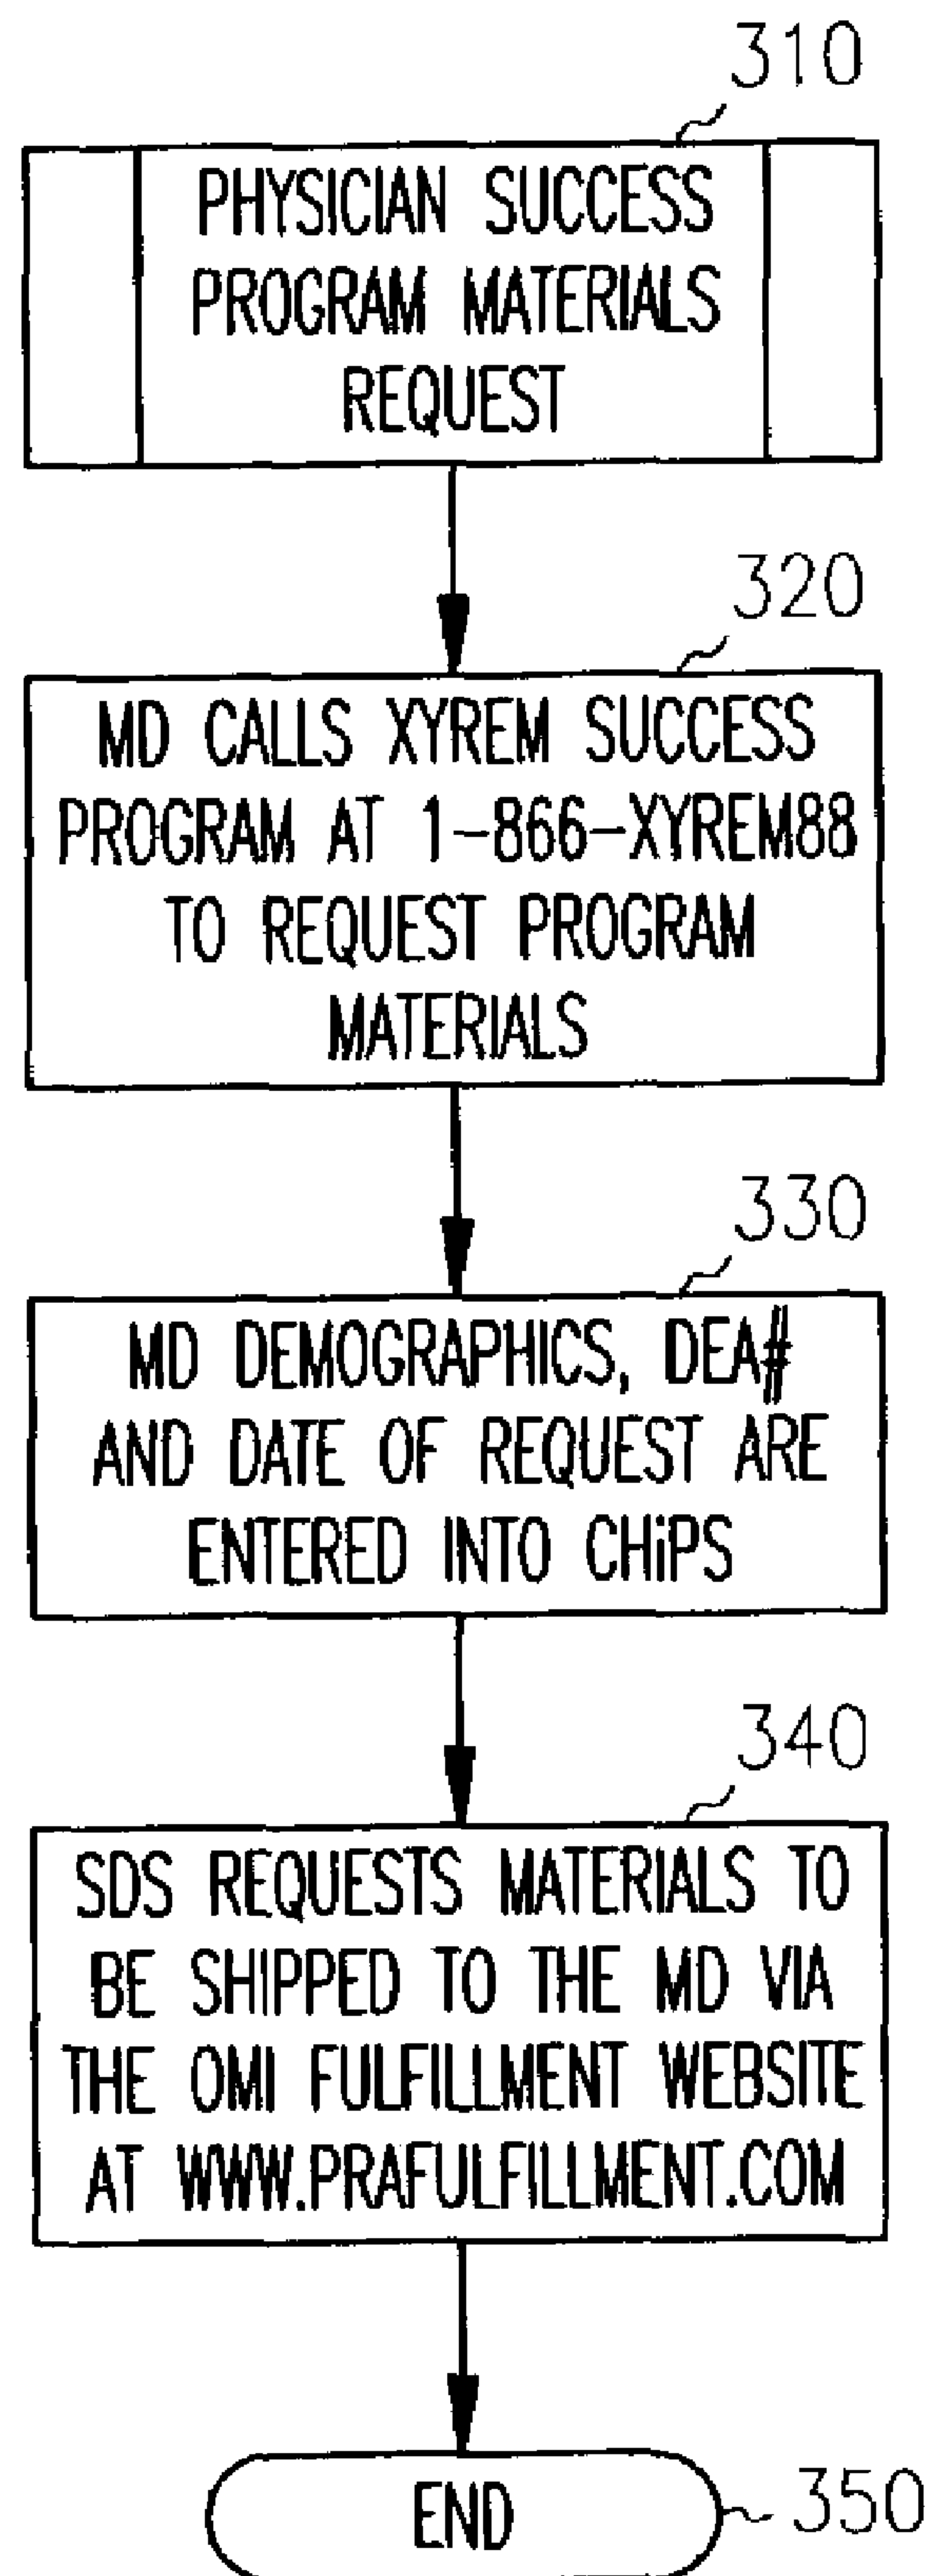 310
PHYSICIAN SUCCESS
PROGRAM MATERIALS
REQUEST
320
MD CALLS XYREM SUCCESS
PROGRAM AT 1-866-XYREM88
TO REQUEST PROGRAM
MATERIALS
330
MD DEMOGRAPHICS, DEA#
AND DATE OF REQUEST ARE
ENTERED INTO CHiPS
340
SDS REQUESTS MATERIALS TO
BE SHIPPED TO THE MD VIA
THE OMI FULFILLMENT WEBSITE
AT WWW.PRAFULFILLMENT.COM
END
350